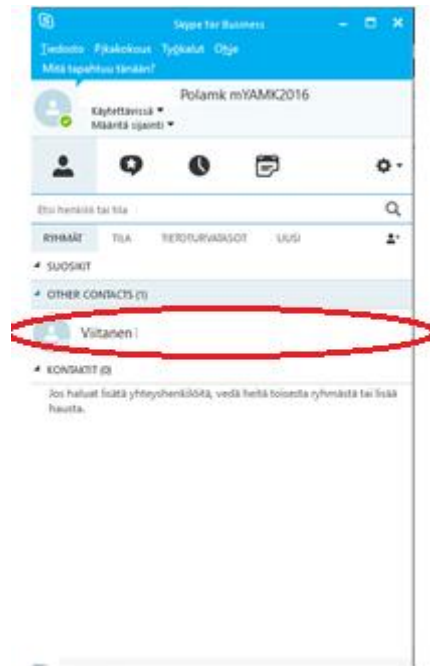 Skype for Business
Tiedosto Pikakokous Työkalut Ohje
Mitä tapahtuu tänään?
Polamk mYAMK2016
Käytettävissä
Määritä sijainti
Etsi henkilö tai tila
RYHMÄT TILA TIETOTURVATASOT UUSI
SUOSIKIT
OTHER CONTACTS (1)
Viitanen
KONTAKTIT (0)
Jos haluat lisätä yhteyshenkilöitä, vedä heitä toisesta ryhmästä tai lisää
hausta.